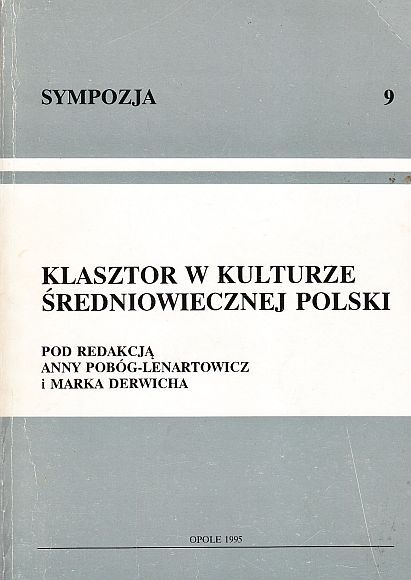 SYMPOZJA 9
KLASZTOR W KULTURZE
ŚREDNIOWIECZNEJ POLSKI
POD REDAKCJĄ
ANNY POBÓG-LENARTOWICZ
i MARKA DERWICHA
OPOLE 1995